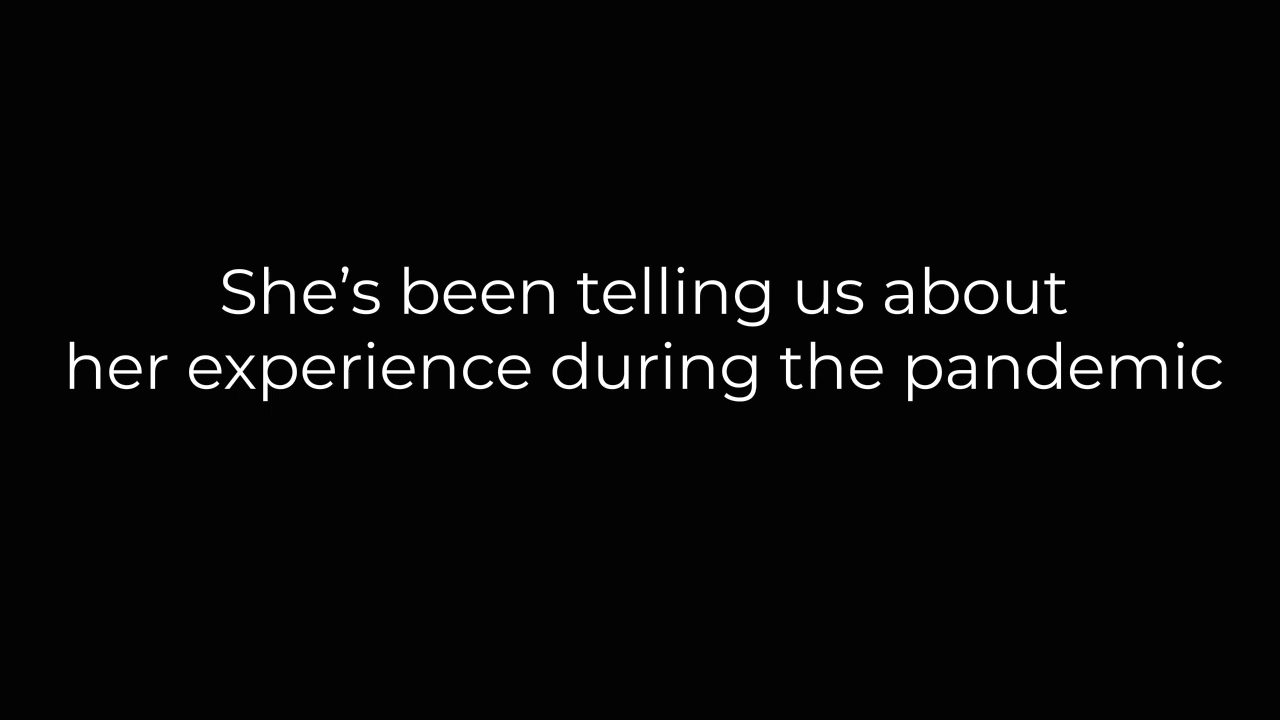 She’s been telling us about
her experience during the pandemic